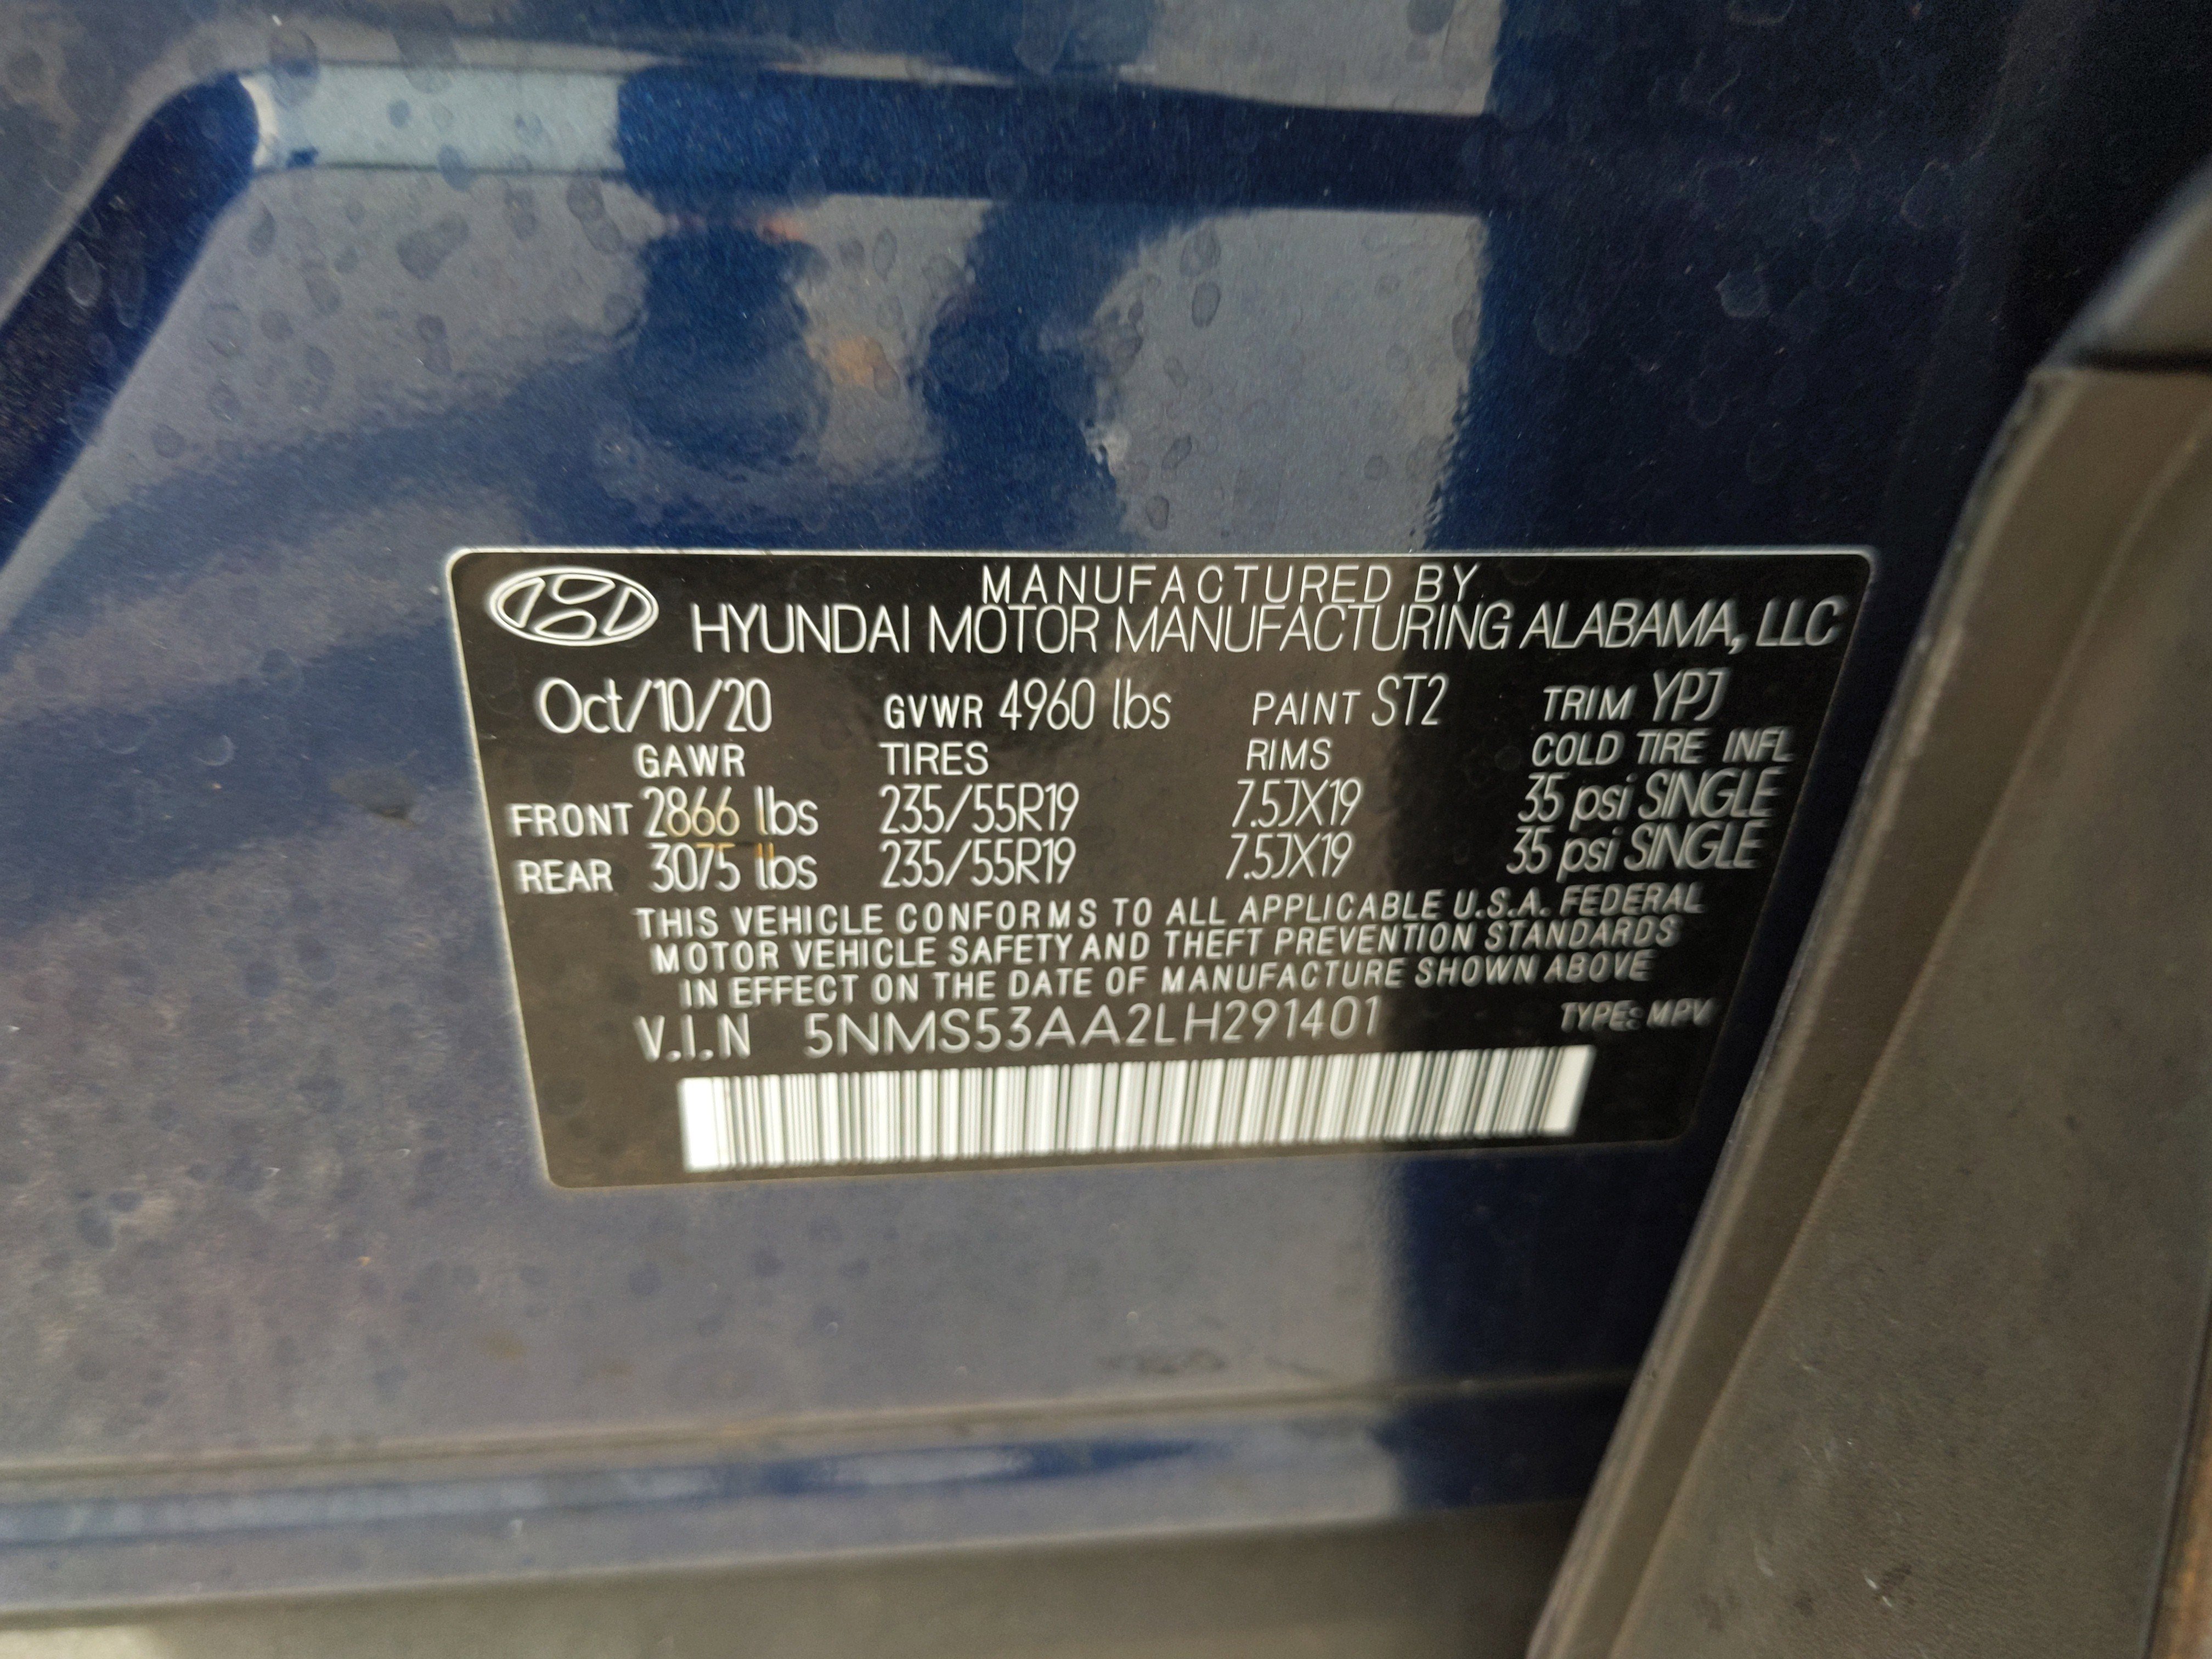 MANUFACTURED BY
HYUNDAI MOTOR MANUFACTURING ALABAMA, LLC
Oct/10/20 GVWR 4960 lbs PAINT ST2 TRIM YPJ
GAWR TIRES RIMS COLD TIRE INFL
FRONT 2866 lbs 235/55R19 7.5JX19 35 psi SINGLE
REAR 3075 lbs 235/55R19 7.5JX19 35 psi SINGLE
THIS VEHICLE CONFORMS TO ALL APPLICABLE U.S.A. FEDERAL
MOTOR VEHICLE SAFETY AND THEFT PREVENTION STANDARDS
IN EFFECT ON THE DATE OF MANUFACTURE SHOWN ABOVE
V.I.N 5NMS53AA2LH291401 TYPE: MPV